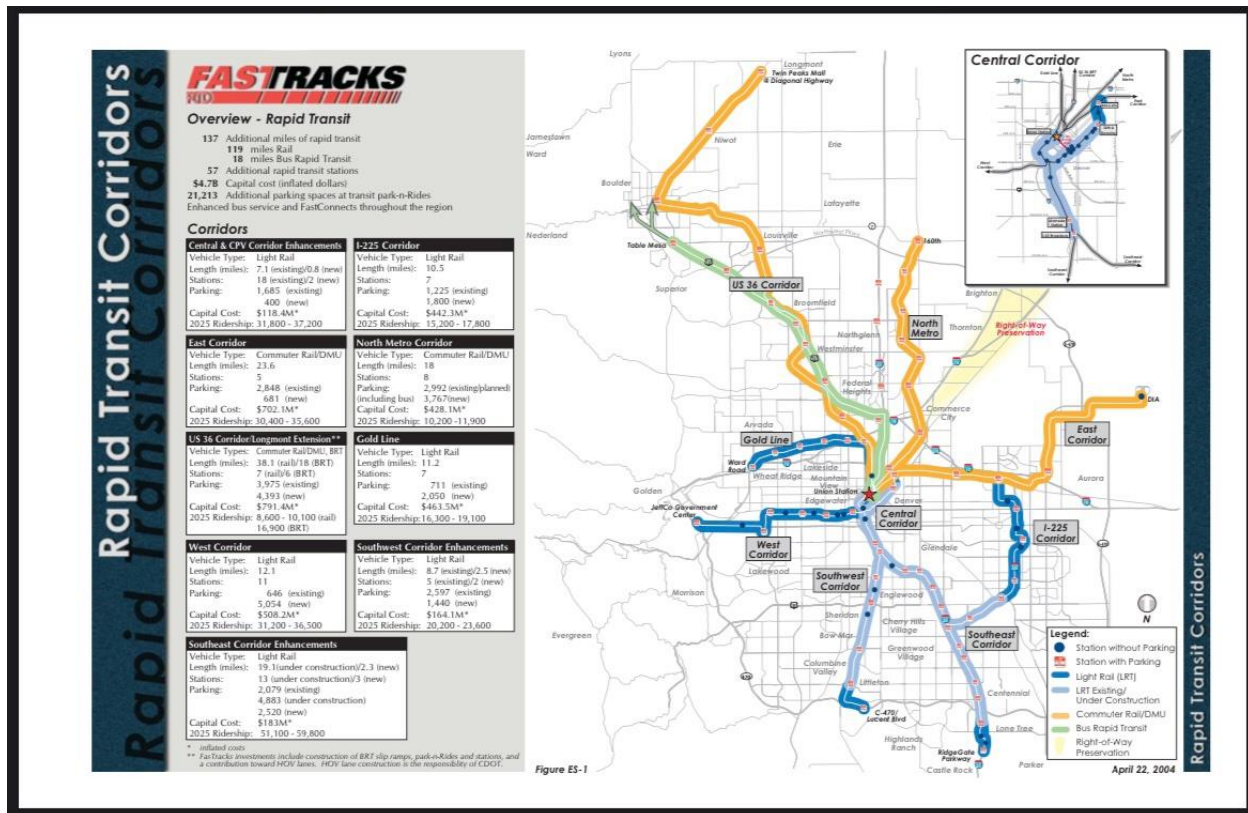 Rapid Transit Corridors
Rapid Transit Corridors
FASTRACKS
RTD
Overview - Rapid Transit
137 Additional miles of rapid transit
119 miles Rail
18 miles Bus Rapid Transit
57 Additional rapid transit stations
$4.7B Capital cost (inflated dollars)
21,213 Additional parking spaces at transit park-n-Rides
Enhanced bus service and FastConnects throughout the region
Corridors
Central & CPV Corridor Enhancements
Vehicle Type: Light Rail
Length (miles): 7.1 (existing)/0.8 (new)
Stations: 18 (existing)/2 (new)
Parking: 1,685 (existing)
400 (new)
Capital Cost: $118.4M*
2025 Ridership: 31,800 - 37,200
I-225 Corridor
Vehicle Type: Light Rail
Length (miles): 10.5
Stations: 7
Parking: 1,225 (existing)
1,800 (new)
Capital Cost: $442.3M*
2025 Ridership: 15,200 - 17,800
East Corridor
Vehicle Type: Commuter Rail/DMU
Length (miles): 23.6
Stations: 5
Parking: 2,848 (existing)
681 (new)
Capital Cost: $702.1M*
2025 Ridership: 30,400 - 35,600
North Metro Corridor
Vehicle Type: Commuter Rail/DMU
Length (miles): 18
Stations: 8
Parking: 2,992 (existing/planned)
(including bus) 3,767(new)
Capital Cost: $428.1M*
2025 Ridership: 10,200 -11,900
US 36 Corridor/Longmont Extension**
Vehicle Type: Commuter Rail/DMU, BRT
Length (miles): 38.1 (rail)/18 (BRT)
Stations: 7 (rail)/6 (BRT)
Parking: 3,975 (existing)
4,393 (new)
Capital Cost: $791.4M*
2025 Ridership: 8,600 - 10,100 (rail)
16,900 (BRT)
Gold Line
Vehicle Type: Light Rail
Length (miles): 11.2
Stations: 7
Parking: 711 (existing)
2,050 (new)
Capital Cost: $463.5M*
2025 Ridership: 16,300 - 19,100
West Corridor
Vehicle Type: Light Rail
Length (miles): 12.1
Stations: 11
Parking: 646 (existing)
5,054 (new)
Capital Cost: $508.2M*
2025 Ridership: 31,200 - 36,500
Southwest Corridor Enhancements
Vehicle Type: Light Rail
Length (miles): 8.7 (existing)/2.5 (new)
Stations: 5 (existing)/2 (new)
Parking: 2,597 (existing)
1,440 (new)
Capital Cost: $164.1M*
2025 Ridership: 20,200 - 23,600
Southeast Corridor Enhancements
Vehicle Type: Light Rail
Length (miles): 19.1(under construction)/2.3 (new)
Stations: 13 (under construction)/3 (new)
Parking: 2,079 (existing)
4,883 (under construction)
2,520 (new)
Capital Cost: $183M*
2025 Ridership: 51,100 - 59,800
* inflated costs
** FasTracks investments include construction of BRT slip ramps, park-n-Rides and stations, and
a contribution toward HOV lanes. HOV lane construction is the responsiblity of CDOT.
Lyons
Longmont
Twin Peaks Mall
@ Diagonal Highway
Jamestown
Ward
Niwot
Erie
Boulder
Lafayette
Nederland
Table Mesa
Louisville
160th
Superior
US 36 Corridor
Broomfield
Brighton
North
Metro
Thornton
Right-of-Way
Preservation
Northglenn
Westminster
Federal
Heights
Commerce
City
DIA
Arvada
Gold Line
East
Corridor
Ward
Road
Lakeside
Wheat Ridge
Mountain
View
Aurora
Golden
Union Station
Edgewater
Denver
JeffCo Government
Center
Central
Corridor
I-225
Corridor
West
Corridor
Glendale
Lakewood
Southwest
Corridor
Morrison
Englewood
Sheridan
Cherry Hills
Village
Bow Mar
Southeast
Corridor
Evergreen
Greenwood
Village
Columbine
Valley
Littleton
Centennial
C-470/
Lucent Blvd
Lone Tree
Highlands
Ranch
RidgeGate
Parkway
Parker
Castle Rock
Central Corridor
N
Legend:
Station without Parking
Station with Parking
Light Rail (LRT)
LRT Existing/
Under Construction
Commuter Rail/DMU
Bus Rapid Transit
Right-of-Way
Preservation
Figure ES-1
April 22, 2004
Rapid Transit Corridors